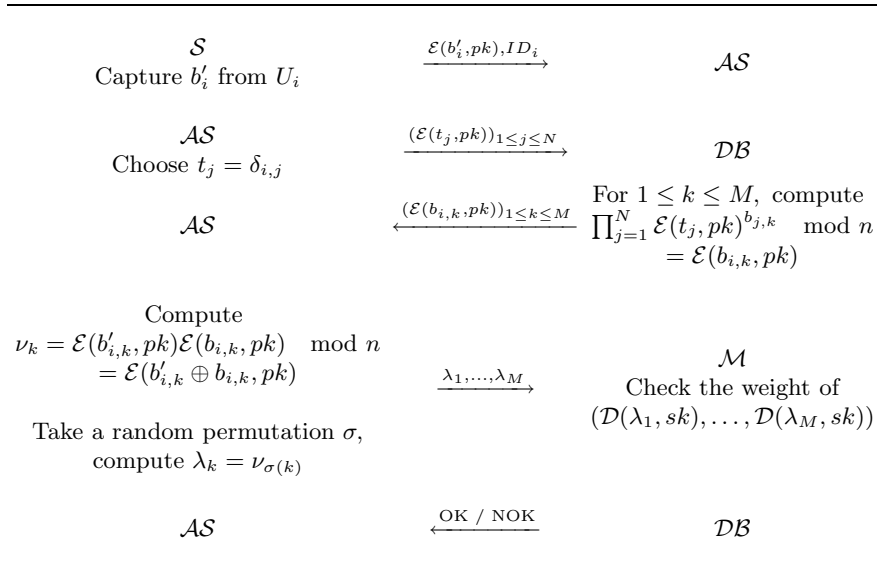 𝒮 ℰ(b′ᵢ,pk),IDᵢ 𝒜𝒮
Capture b′ᵢ from Uᵢ
𝒜𝒮 (ℰ(tⱼ,pk))₁≤ⱼ≤N 𝒟ℬ
Choose tⱼ = δᵢ,ⱼ
For 1 ≤ k ≤ M, compute
𝒜𝒮 (ℰ(bᵢ,ₖ,pk))₁≤ₖ≤M ∏ⱼ₌₁ᴺ ℰ(tⱼ, pk)^{b_{j,k}} mod n
= ℰ(bᵢ,ₖ, pk)
Compute
νₖ = ℰ(b′ᵢ,ₖ, pk)ℰ(bᵢ,ₖ, pk) mod n
= ℰ(b′ᵢ,ₖ ⊕ bᵢ,ₖ, pk)
Take a random permutation σ,
compute λₖ = ν_{σ(k)}
λ₁,...,λ_M
ℳ
Check the weight of
(𝒟(λ₁, sk), . . . , 𝒟(λ_M, sk))
𝒜𝒮 OK / NOK 𝒟ℬ